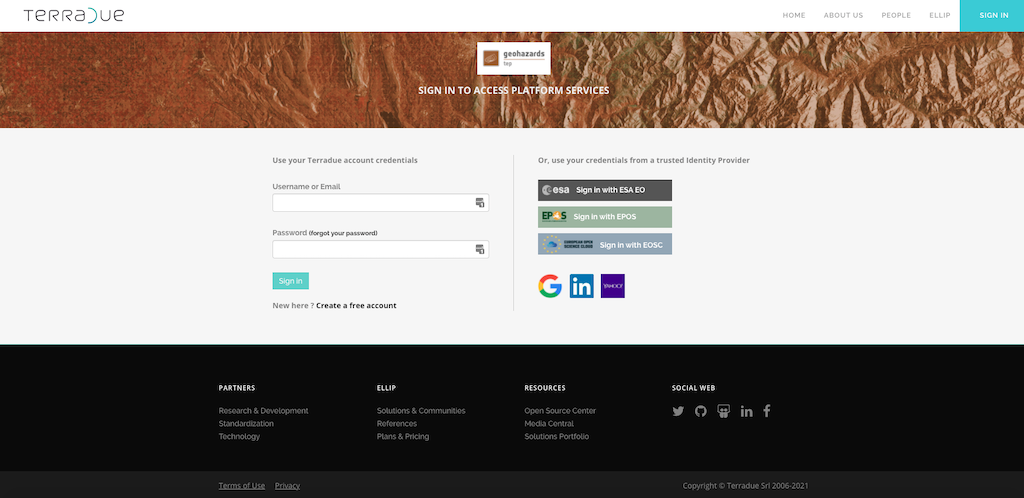 TERRADUE
HOME ABOUT US PEOPLE ELLIP SIGN IN
geohazards
tep
SIGN IN TO ACCESS PLATFORM SERVICES
Use your Terradue account credentials
Username or Email
Password (forgot your password)
Sign in
New here ? Create a free account
Or, use your credentials from a trusted Identity Provider
esa Sign in with ESA EO
EPOS Sign in with EPOS
EUROPEAN OPEN
SCIENCE CLOUD
Sign in with EOSC
G in YAHOO!
PARTNERS
Research & Development
Standardization
Technology
ELLIP
Solutions & Communities
References
Plans & Pricing
RESOURCES
Open Source Center
Media Central
Solutions Portfolio
SOCIAL WEB
Terms of Use Privacy
Copyright © Terradue Srl 2006-2021